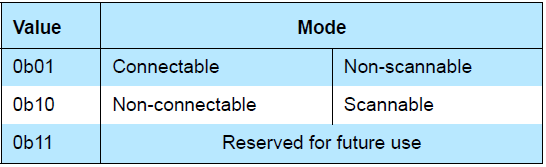 Value Mode
0b01 Connectable Non-scannable
0b10 Non-connectable Scannable
0b11 Reserved for future use